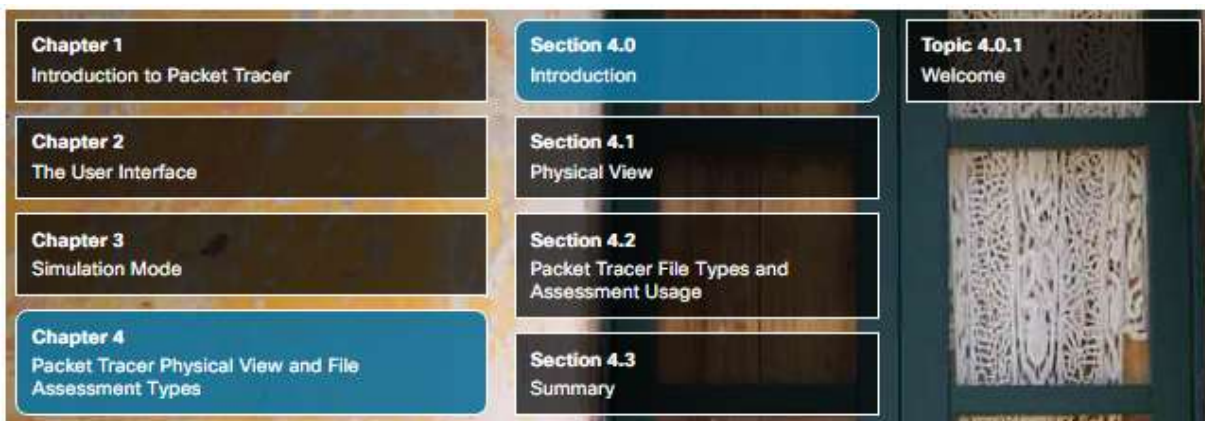 Chapter 1
Introduction to Packet Tracer
Chapter 2
The User Interface
Chapter 3
Simulation Mode
Chapter 4
Packet Tracer Physical View and File
Assessment Types
Section 4.0
Introduction
Section 4.1
Physical View
Section 4.2
Packet Tracer File Types and
Assessment Usage
Section 4.3
Summary
Topic 4.0.1
Welcome